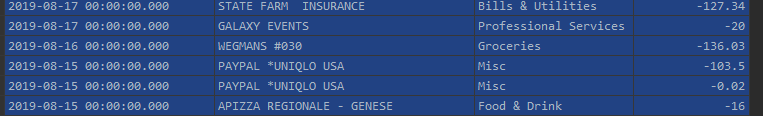 2019-08-17 00:00:00.000 STATE FARM  INSURANCE Bills & Utilities -127.34
2019-08-17 00:00:00.000 GALAXY EVENTS Professional Services -20
2019-08-16 00:00:00.000 WEGMANS #030 Groceries -136.03
2019-08-15 00:00:00.000 PAYPAL *UNIQLO USA Misc -103.5
2019-08-15 00:00:00.000 PAYPAL *UNIQLO USA Misc -0.02
2019-08-15 00:00:00.000 APIZZA REGIONALE - GENESE Food & Drink -16